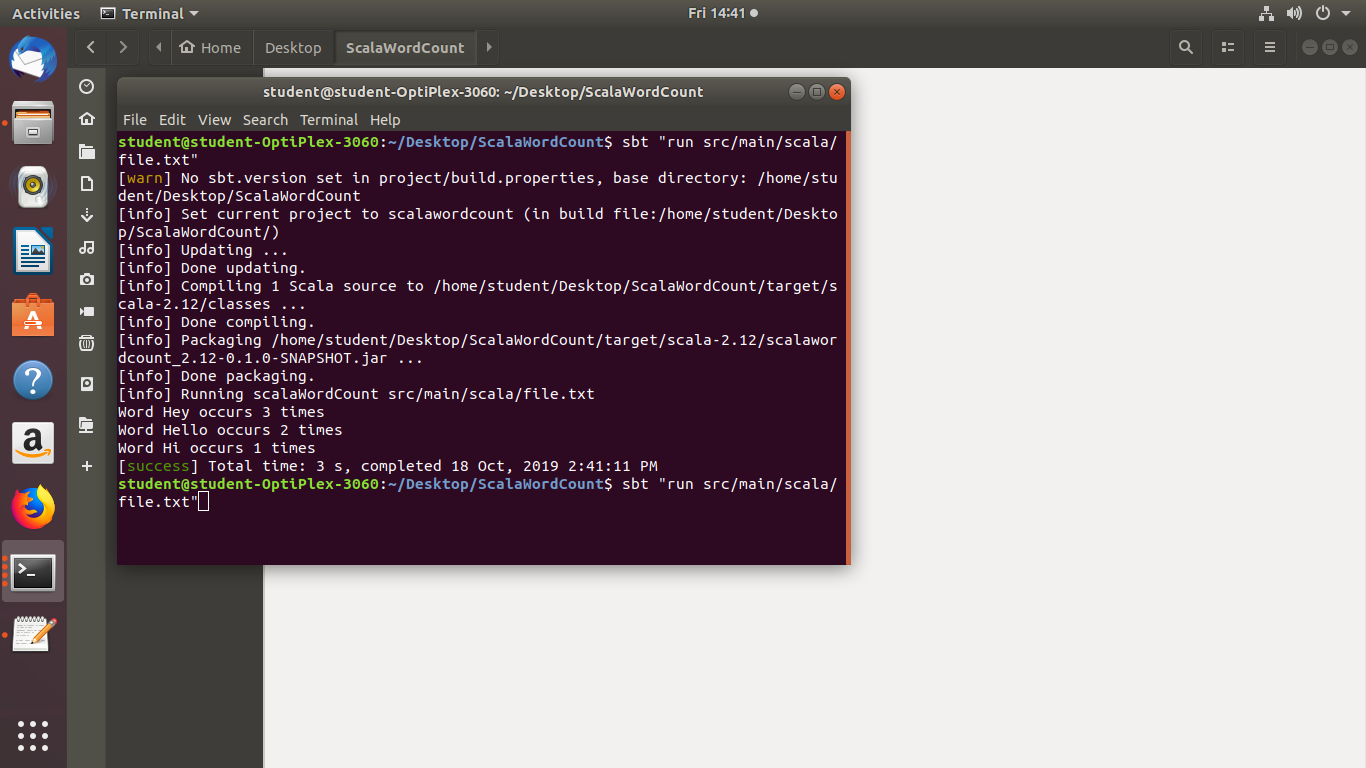 Activities Terminal Fri 14:41
Home Desktop ScalaWordCount
student@student-OptiPlex-3060: ~/Desktop/ScalaWordCount
File Edit View Search Terminal Help
student@student-OptiPlex-3060:~/Desktop/ScalaWordCount$ sbt "run src/main/scala/
file.txt"
[warn] No sbt.version set in project/build.properties, base directory: /home/stu
dent/Desktop/ScalaWordCount
[info] Set current project to scalawordcount (in build file:/home/student/Deskto
p/ScalaWordCount/)
[info] Updating ...
[info] Done updating.
[info] Compiling 1 Scala source to /home/student/Desktop/ScalaWordCount/target/s
cala-2.12/classes ...
[info] Done compiling.
[info] Packaging /home/student/Desktop/ScalaWordCount/target/scala-2.12/scalawor
dcount_2.12-0.1.0-SNAPSHOT.jar ...
[info] Done packaging.
[info] Running scalaWordCount src/main/scala/file.txt
Word Hey occurs 3 times
Word Hello occurs 2 times
Word Hi occurs 1 times
[success] Total time: 3 s, completed 18 Oct, 2019 2:41:11 PM
student@student-OptiPlex-3060:~/Desktop/ScalaWordCount$ sbt "run src/main/scala/
file.txt"